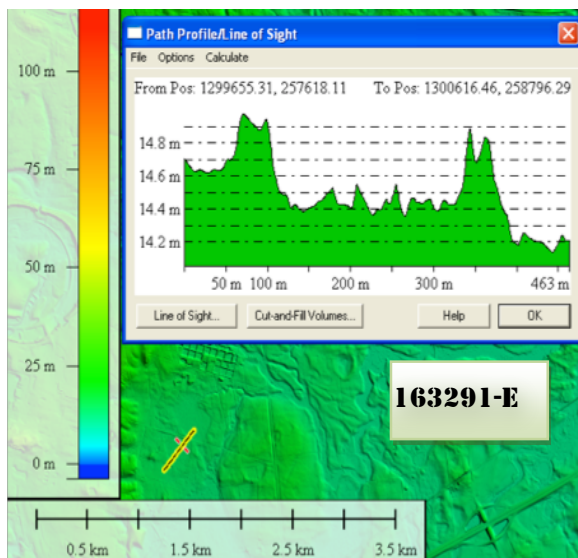 Path Profile/Line of Sight
File Options Calculate
From Pos: 1299655.31, 257618.11 To Pos: 1300616.46, 258796.29
14.8 m
14.6 m
14.4 m
14.2 m
50 m 100 m 200 m 300 m 463 m
Line of Sight... Cut-and-Fill Volumes... Help OK
100 m
75 m
50 m
25 m
0 m
163291-E
0.5 km 1.5 km 2.5 km 3.5 km